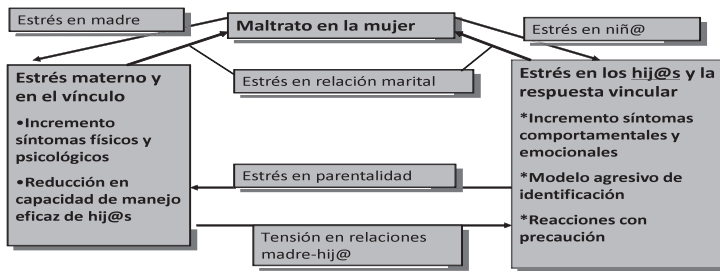 Estrés en madre
Maltrato en la mujer
Estrés en niñ@
Estrés en relación marital
Estrés materno y
en el vínculo
•Incremento
síntomas físicos y
psicológicos
•Reducción en
capacidad de manejo
eficaz de hij@s
Estrés en los hij@s y la
respuesta vincular
*Incremento síntomas
comportamentales y
emocionales
*Modelo agresivo de
identificación
*Reacciones con
precaución
Estrés en parentalidad
Tensión en relaciones
madre-hij@